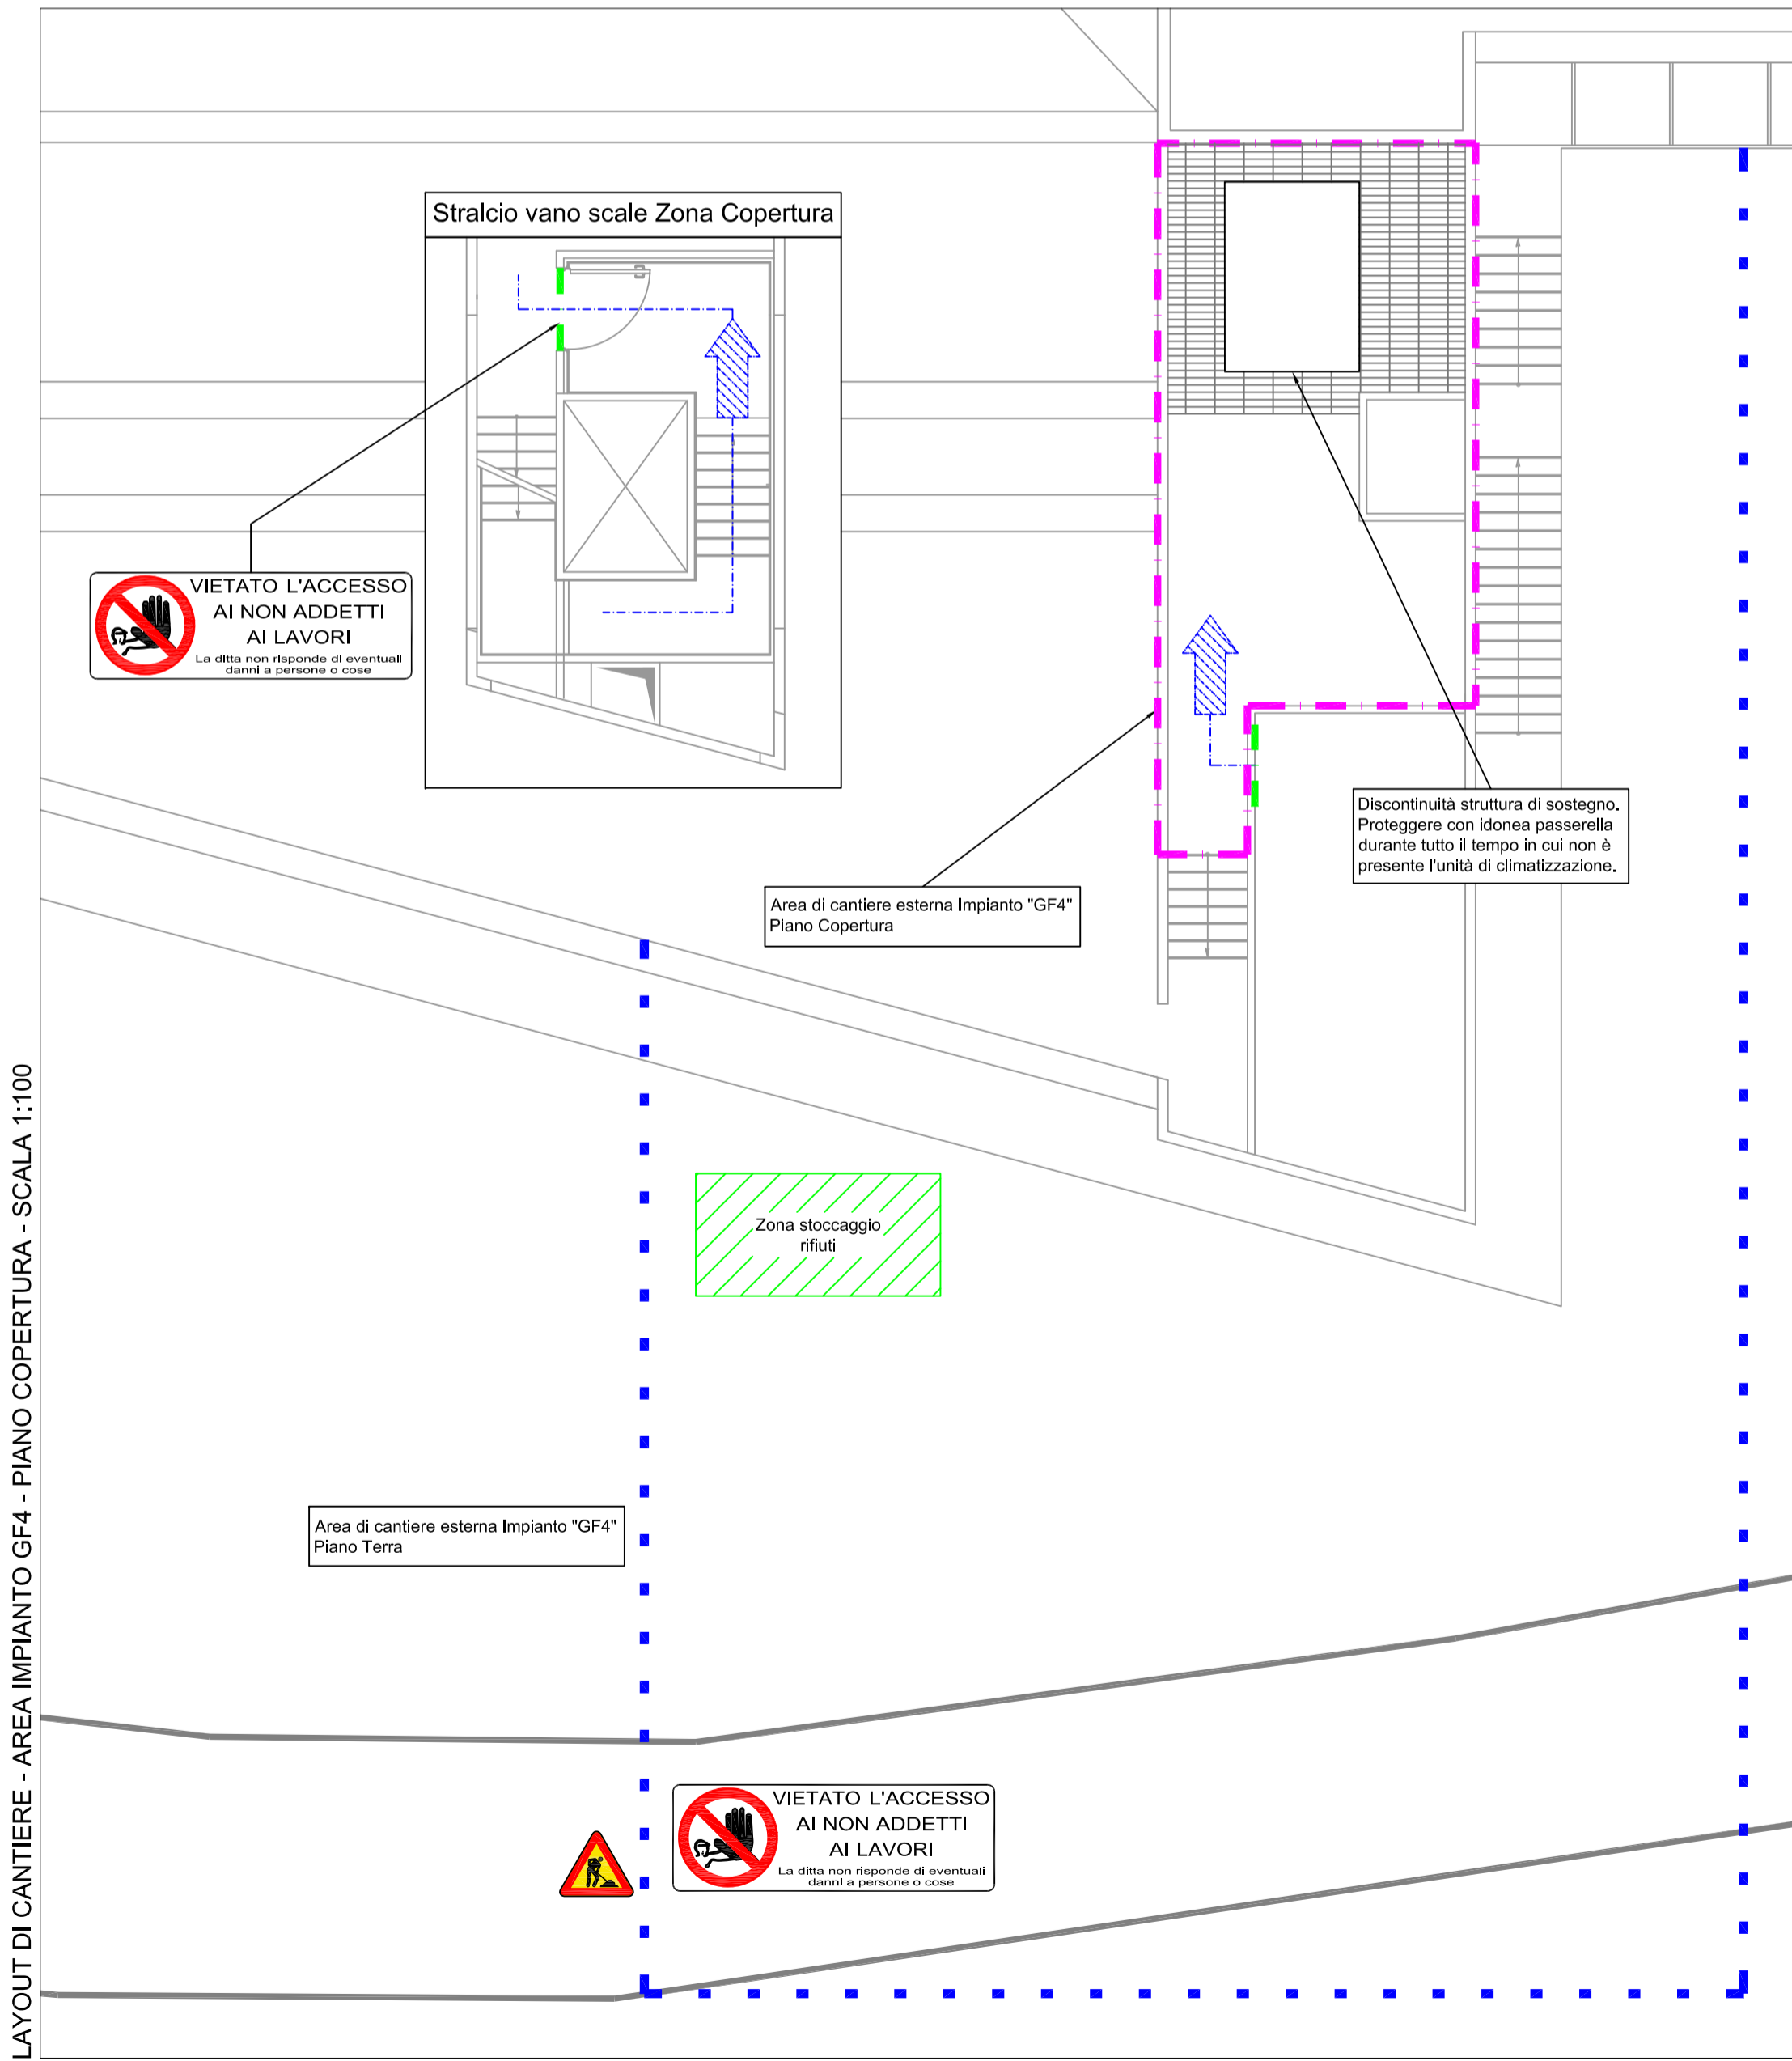 Stralcio vano scale Zona Copertura
VIETATO L'ACCESSO
AI NON ADDETTI
AI LAVORI
La ditta non risponde di eventuali
danni a persone o cose
Discontinuità struttura di sostegno.
Proteggere con idonea passerella
durante tutto il tempo in cui non è
presente l'unità di climatizzazione.
Area di cantiere esterna Impianto "GF4"
Piano Copertura
Zona stoccaggio
rifiuti
Area di cantiere esterna Impianto "GF4"
Piano Terra
VIETATO L'ACCESSO
AI NON ADDETTI
AI LAVORI
La ditta non risponde di eventuali
danni a persone o cose
LAYOUT DI CANTIERE - AREA IMPIANTO GF4 - PIANO COPERTURA - SCALA 1:100